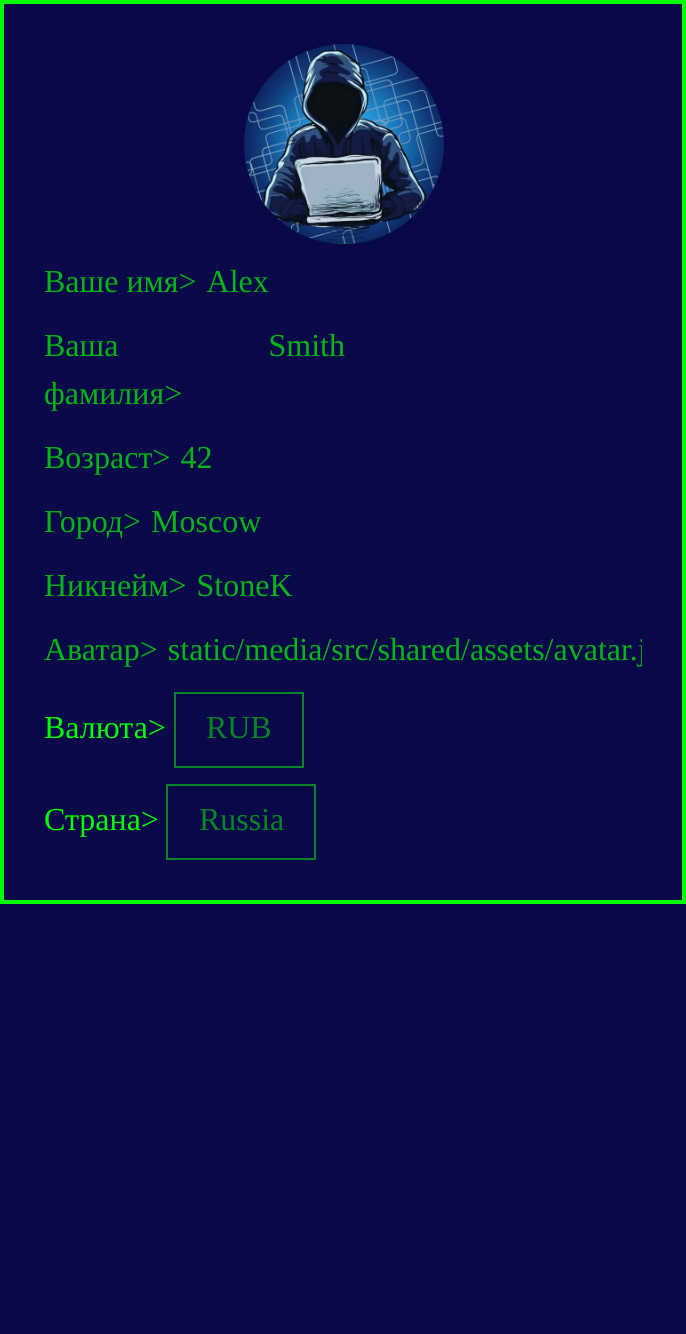 Ваше имя> Alex
Ваша Smith
фамилия>
Возраст> 42
Город> Moscow
Никнейм> StoneK
Аватар> static/media/src/shared/assets/avatar.j
Валюта> RUB
Страна> Russia